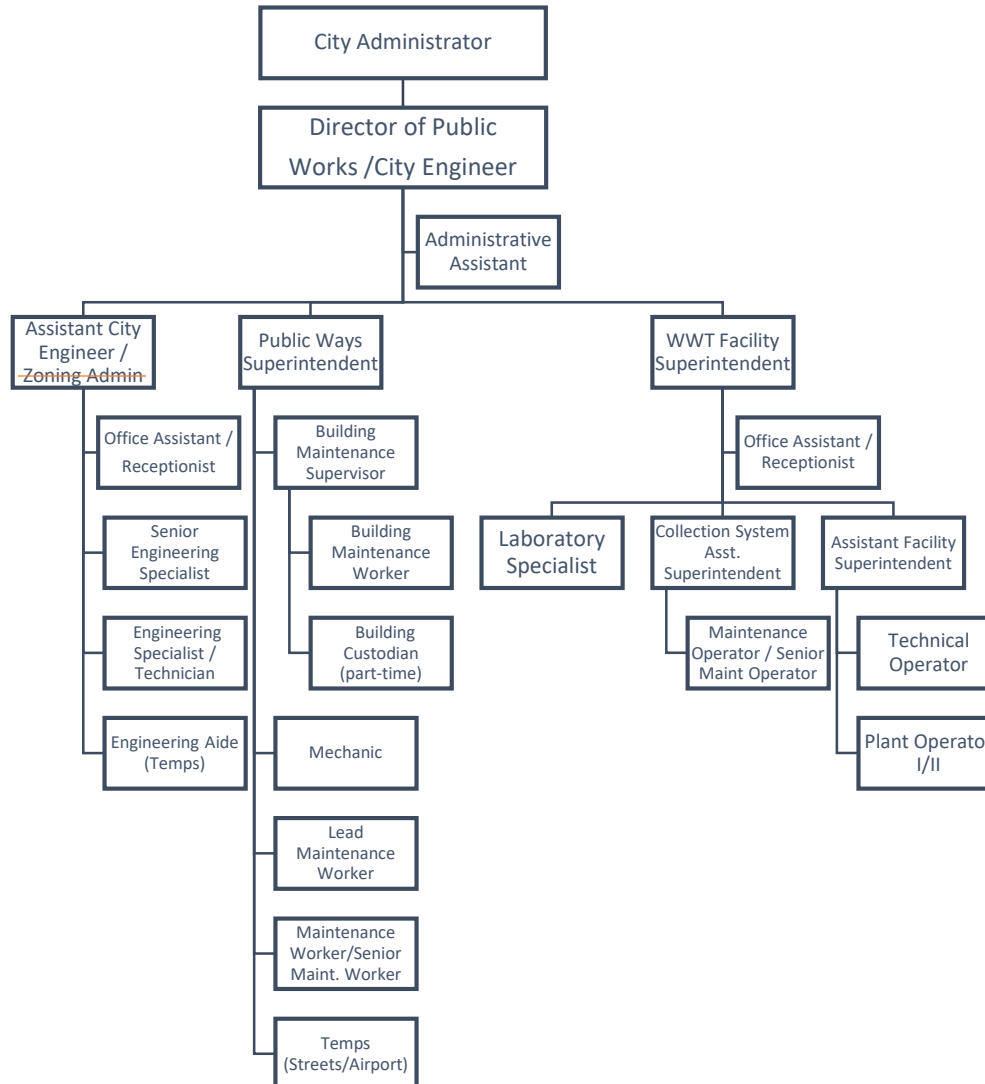 City Administrator
Director of Public
Works /City Engineer
Administrative
Assistant
Assistant City
Engineer /
Zoning Admin
Public Ways
Superintendent
WWT Facility
Superintendent
Office Assistant /
Receptionist
Senior
Engineering
Specialist
Engineering
Specialist /
Technician
Engineering Aide
(Temps)
Building
Maintenance
Supervisor
Building
Maintenance
Worker
Building
Custodian
(part-time)
Mechanic
Lead
Maintenance
Worker
Maintenance
Worker/Senior
Maint. Worker
Temps
(Streets/Airport)
Office Assistant /
Receptionist
Laboratory
Specialist
Collection System
Asst.
Superintendent
Maintenance
Operator / Senior
Maint Operator
Assistant Facility
Superintendent
Technical
Operator
Plant Operato
I/II